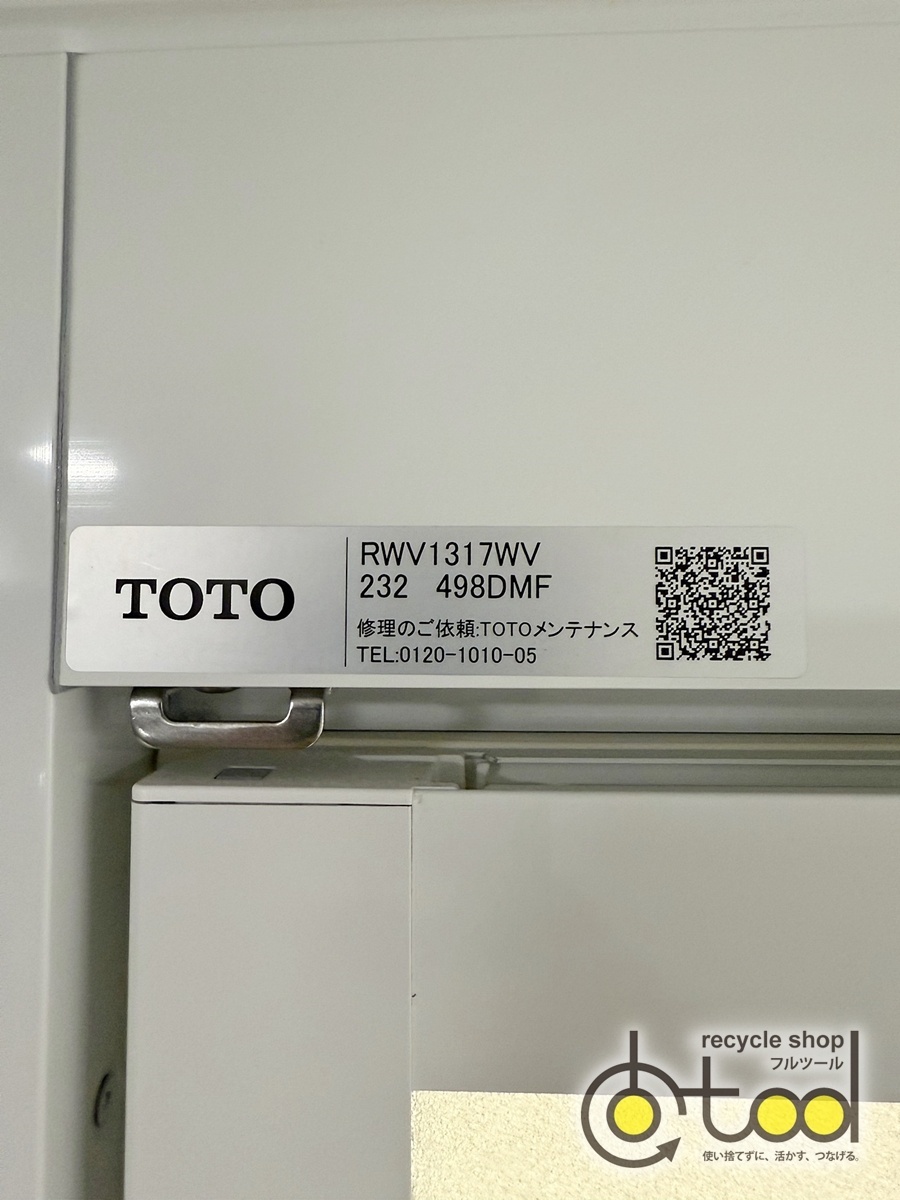 TOTO
RWV1317WV
232 498DMF
修理のご依頼:TOTOメンテナンス
TEL:0120-1010-05
recycle shop
フルツール
tool
使い捨てずに、活かす、つなげる。